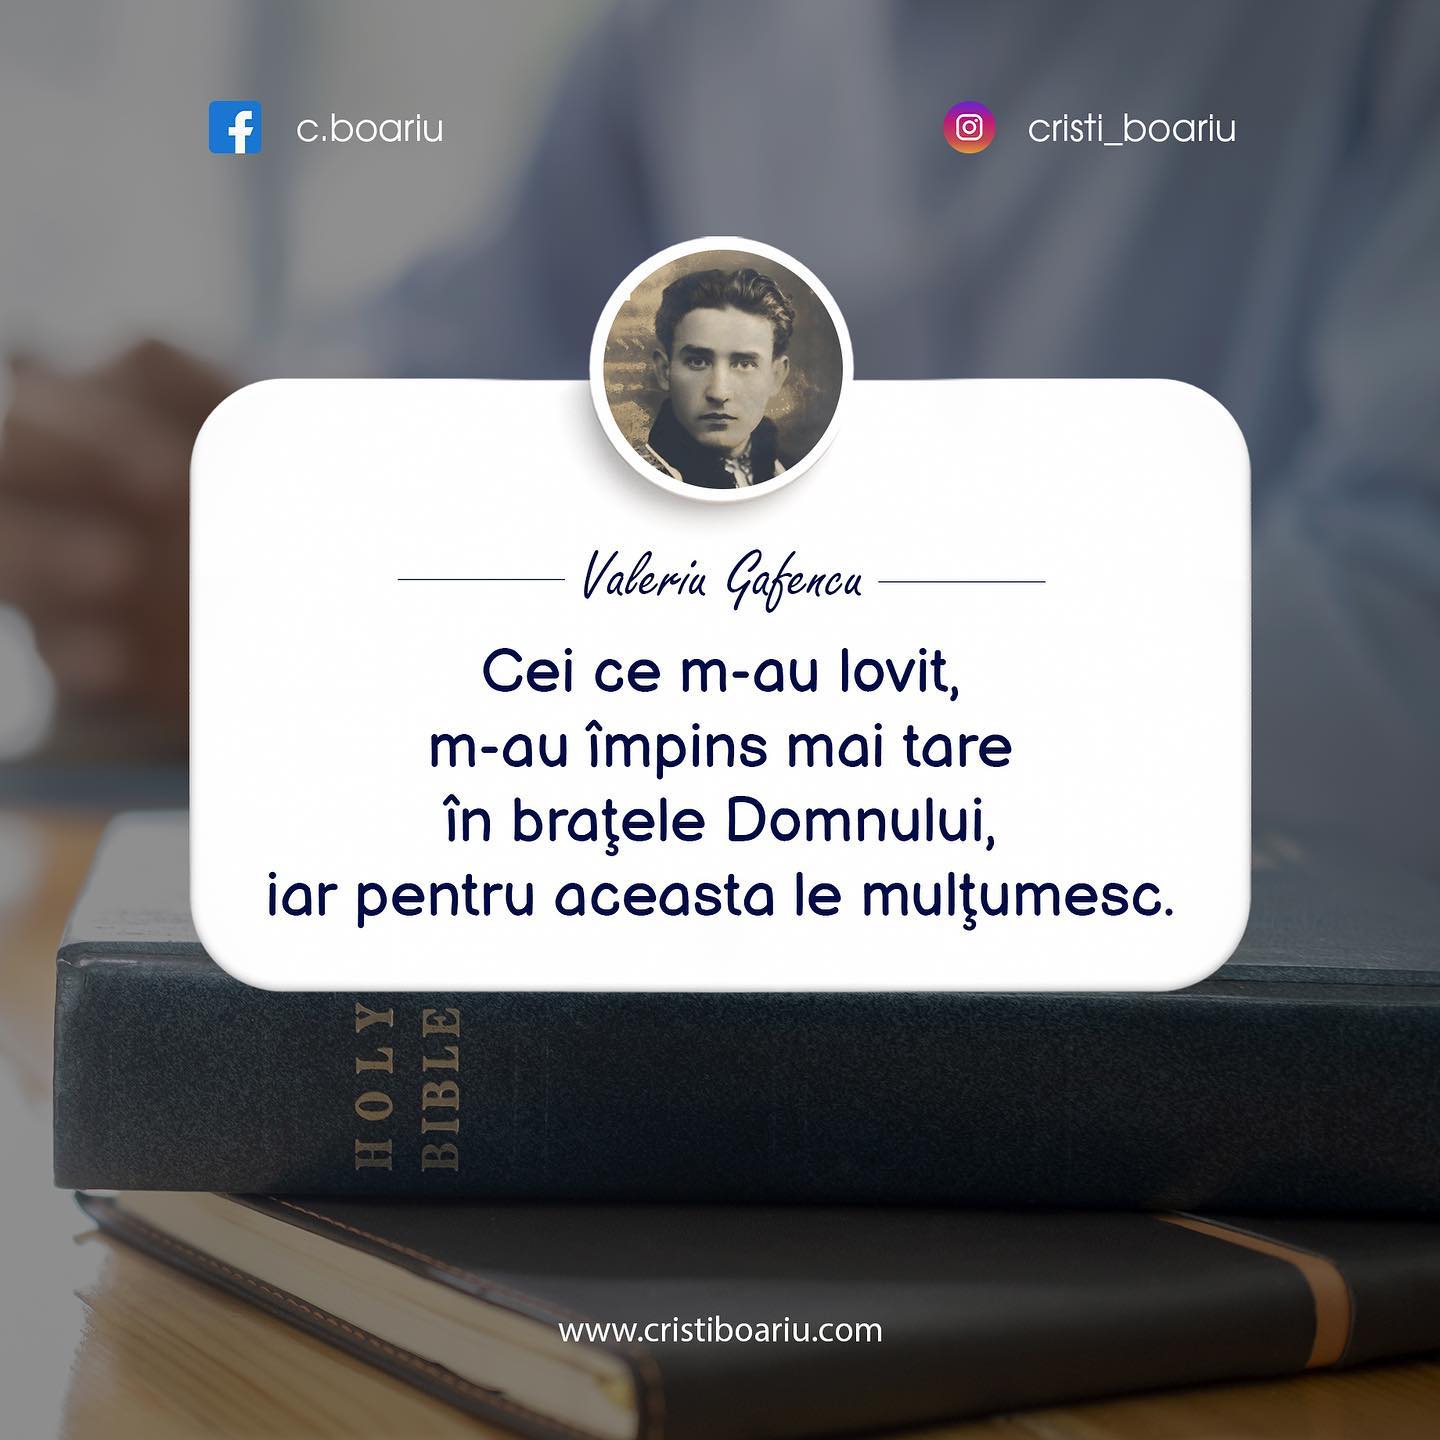 c.boariu
cristi_boariu
Valeriu Gafencu
Cei ce m-au lovit,
m-au împins mai tare
în braţele Domnului,
iar pentru aceasta le mulţumesc.
HOLY
BIBLE
www.cristiboariu.com